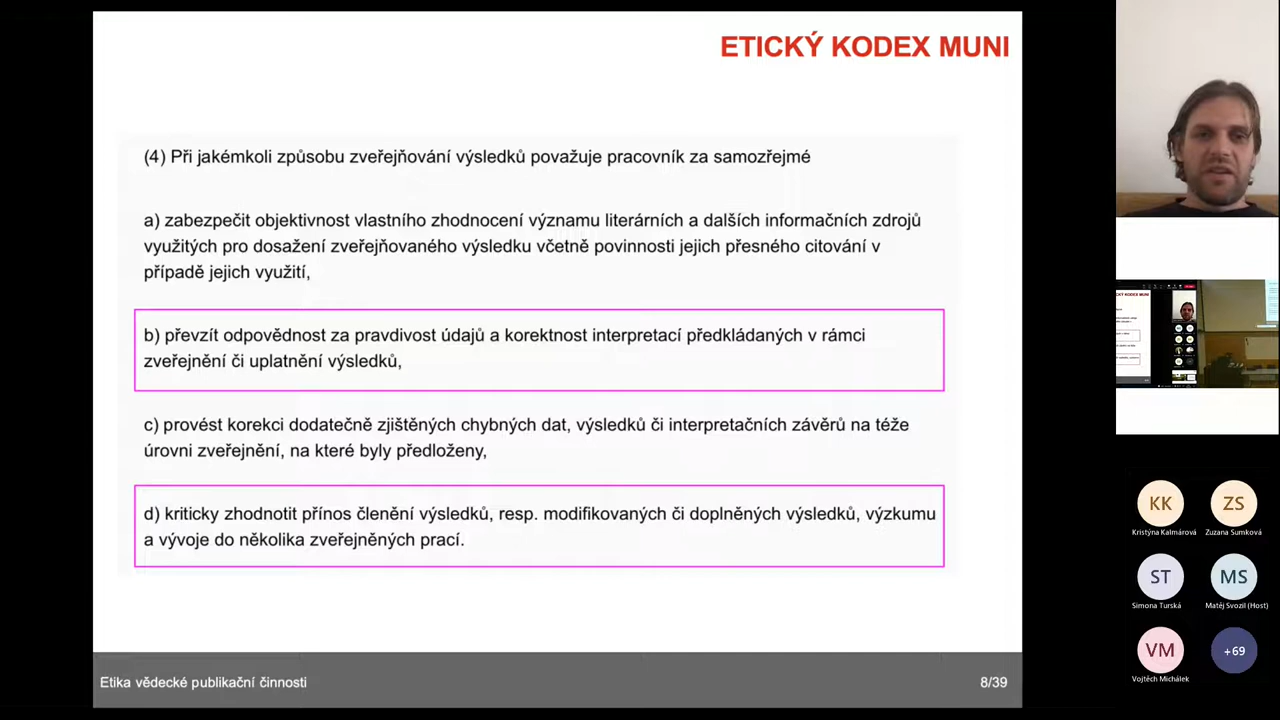 ETICKÝ KODEX MUNI
(4) Při jakémkoli způsobu zveřejňování výsledků považuje pracovník za samozřejmé
a) zabezpečit objektivnost vlastního zhodnocení významu literárních a dalších informačních zdrojů
využitých pro dosažení zveřejňovaného výsledku včetně povinnosti jejich přesného citování v
případě jejich využití,
b) převzít odpovědnost za pravdivost údajů a korektnost interpretací předkládaných v rámci
zveřejnění či uplatnění výsledků,
c) provést korekci dodatečně zjištěných chybných dat, výsledků či interpretačních závěrů na téže
úrovni zveřejnění, na které byly předloženy,
d) kriticky zhodnotit přínos členění výsledků, resp. modifikovaných či doplněných výsledků, výzkumu
a vývoje do několika zveřejněných prací.
Etika vědecké publikační činnosti
8/39
ETICKÝ KODEX MUNI
KK
ZS
Kristýna Kalmárová
Zuzana Sumková
ST
MS
Simona Turská
Matěj Svozil (Host)
VM
+69
Vojtěch Michálek